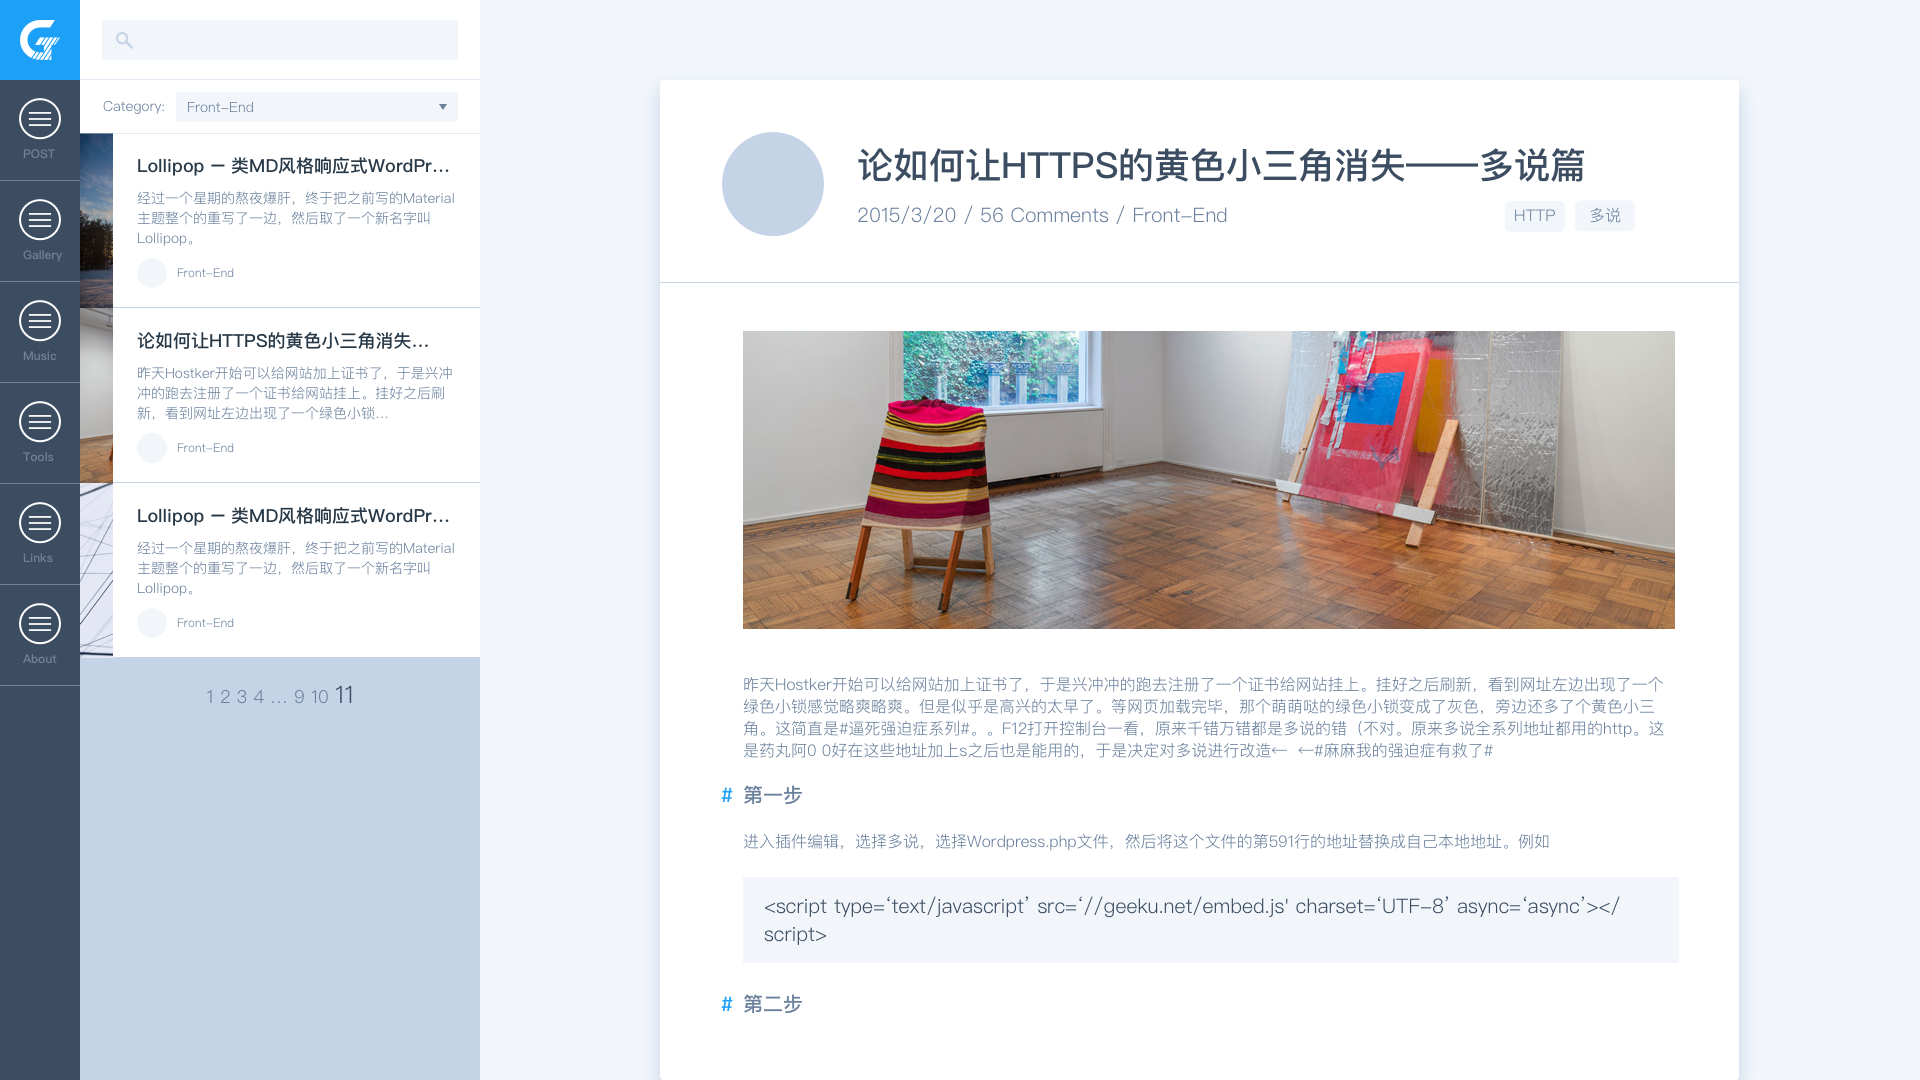 POST
Gallery
Music
Tools
Links
About
Category:
Front-End
Lollipop — 类MD风格响应式WordPr...
经过一个星期的熬夜爆肝，终于把之前写的Material
主题整个的重写了一边，然后取了一个新名字叫
Lollipop。
Front-End
论如何让HTTPS的黄色小三角消失...
昨天Hostker开始可以给网站加上证书了，于是兴冲
冲的跑去注册了一个证书给网站挂上。挂好之后刷
新，看到网址左边出现了一个绿色小锁...
Front-End
Lollipop — 类MD风格响应式WordPr...
经过一个星期的熬夜爆肝，终于把之前写的Material
主题整个的重写了一边，然后取了一个新名字叫
Lollipop。
Front-End
1 2 3 4 ... 9 10 11
论如何让HTTPS的黄色小三角消失——多说篇
2015/3/20 / 56 Comments / Front-End
HTTP 多说
昨天Hostker开始可以给网站加上证书了，于是兴冲冲的跑去注册了一个证书给网站挂上。挂好之后刷新，看到网址左边出现了一个
绿色小锁感觉略爽略爽。但是似乎是高兴的太早了。等网页加载完毕，那个萌萌哒的绿色小锁变成了灰色，旁边还多了个黄色小三
角。这简直是#逼死强迫症系列#。。F12打开控制台一看，原来千错万错都是多说的错（不对。原来多说全系列地址都用的http。这
是药丸阿0 0好在这些地址加上s之后也是能用的，于是决定对多说进行改造← ←#麻麻我的强迫症有救了#
# 第一步
进入插件编辑，选择多说，选择Wordpress.php文件，然后将这个文件的第591行的地址替换成自己本地地址。例如
<script type=‘text/javascript’ src=‘//geeku.net/embed.js' charset=‘UTF-8’ async=‘async’></
script>
# 第二步